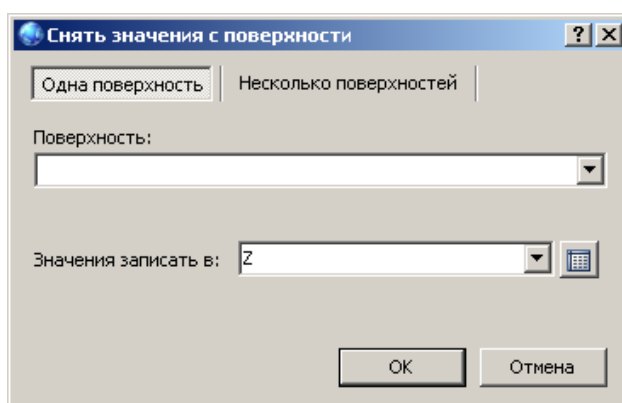 Снять значения с поверхности
Одна поверхность Несколько поверхностей
Поверхность:
Значения записать в: Z
OK Отмена